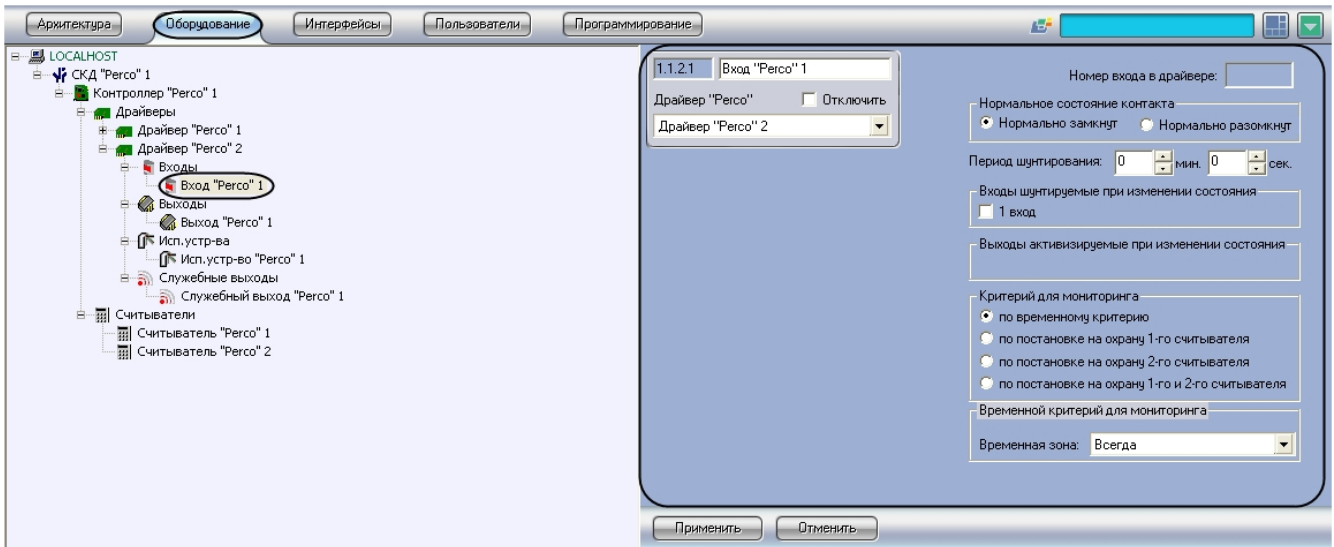 Архитектура Оборудование Интерфейсы Пользователи Программирование
LOCALHOST
СКД "Perco" 1
Контроллер "Perco" 1
Драйверы
Драйвер "Perco" 1
Драйвер "Perco" 2
Входы
Вход "Perco" 1
Выходы
Выход "Perco" 1
Исп.устр-ва
Исп.устр-во "Perco" 1
Служебные выходы
Служебный выход "Perco" 1
Считыватели
Считыватель "Perco" 1
Считыватель "Perco" 2
1.1.2.1 Вход "Perco" 1
Драйвер "Perco" Отключить
Драйвер "Perco" 2
Номер входа в драйвере:
Нормальное состояние контакта
Нормально замкнут Нормально разомкнут
Период шунтирования: 0 мин. 0 сек.
Входы шунтируемые при изменении состояния
1 вход
Выходы активизируемые при изменении состояния
Критерий для мониторинга
по временному критерию
по постановке на охрану 1-го считывателя
по постановке на охрану 2-го считывателя
по постановке на охрану 1-го и 2-го считывателя
Временной критерий для мониторинга
Временная зона: Всегда
Применить Отменить